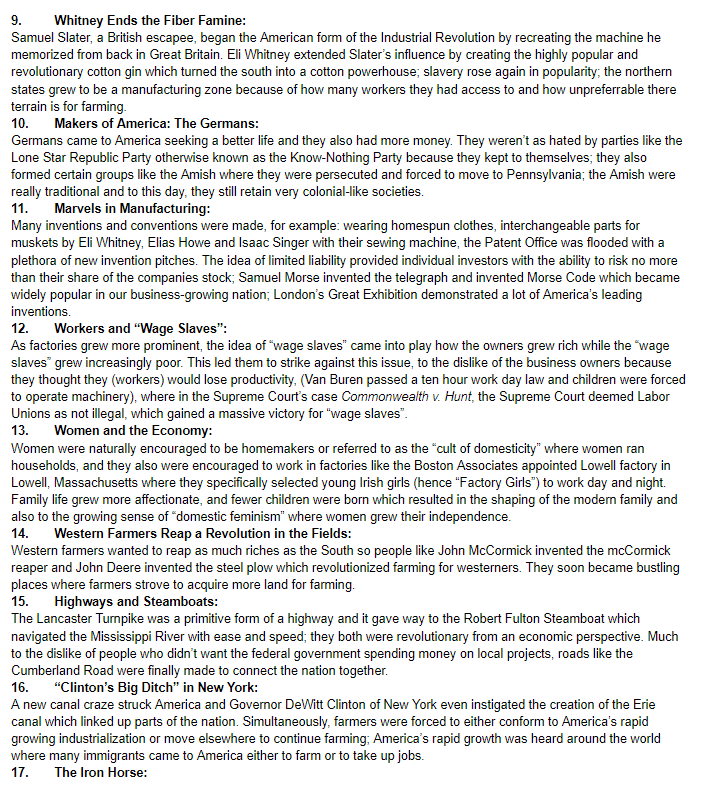 9. Whitney Ends the Fiber Famine:
Samuel Slater, a British escapee, began the American form of the Industrial Revolution by recreating the machine he
memorized from back in Great Britain. Eli Whitney extended Slater's influence by creating the highly popular and
revolutionary cotton gin which turned the south into a cotton powerhouse; slavery rose again in popularity; the northern
states grew to be a manufacturing zone because of how many workers they had access to and how unpreferrable there
terrain is for farming.
10. Makers of America: The Germans:
Germans came to America seeking a better life and they also had more money. They weren't as hated by parties like the
Lone Star Republic Party otherwise known as the Know-Nothing Party because they kept to themselves; they also
formed certain groups like the Amish where they were persecuted and forced to move to Pennsylvania; the Amish were
really traditional and to this day, they still retain very colonial-like societies.
11. Marvels in Manufacturing:
Many inventions and conventions were made, for example: wearing homespun clothes, interchangeable parts for
muskets by Eli Whitney, Elias Howe and Isaac Singer with their sewing machine, the Patent Office was flooded with a
plethora of new invention pitches. The idea of limited liability provided individual investors with the ability to risk no more
than their share of the companies stock; Samuel Morse invented the telegraph and invented Morse Code which became
widely popular in our business-growing nation; London's Great Exhibition demonstrated a lot of America's leading
inventions.
12. Workers and "Wage Slaves":
As factories grew more prominent, the idea of "wage slaves" came into play how the owners grew rich while the "wage
slaves" grew increasingly poor. This led them to strike against this issue, to the dislike of the business owners because
they thought they (workers) would lose productivity, (Van Buren passed a ten hour work day law and children were forced
to operate machinery), where in the Supreme Court's case Commonwealth v. Hunt, the Supreme Court deemed Labor
Unions as not illegal, which gained a massive victory for "wage slaves".
13. Women and the Economy:
Women were naturally encouraged to be homemakers or referred to as the "cult of domesticity" where women ran
households, and they also were encouraged to work in factories like the Boston Associates appointed Lowell factory in
Lowell, Massachusetts where they specifically selected young Irish girls (hence "Factory Girls") to work day and night.
Family life grew more affectionate, and fewer children were born which resulted in the shaping of the modern family and
also to the growing sense of "domestic feminism" where women grew their independence.
14. Western Farmers Reap a Revolution in the Fields:
Western farmers wanted to reap as much riches as the South so people like John McCormick invented the mcCormick
reaper and John Deere invented the steel plow which revolutionized farming for westerners. They soon became bustling
places where farmers strove to acquire more land for farming.
15. Highways and Steamboats:
The Lancaster Turnpike was a primitive form of a highway and it gave way to the Robert Fulton Steamboat which
navigated the Mississippi River with ease and speed; they both were revolutionary from an economic perspective. Much
to the dislike of people who didn't want the federal government spending money on local projects, roads like the
Cumberland Road were finally made to connect the nation together.
16. "Clinton's Big Ditch" in New York:
A new canal craze struck America and Governor DeWitt Clinton of New York even instigated the creation of the Erie
canal which linked up parts of the nation. Simultaneously, farmers were forced to either conform to America's rapid
growing industrialization or move elsewhere to continue farming; America's rapid growth was heard around the world
where many immigrants came to America either to farm or to take up jobs.
17. The Iron Horse: